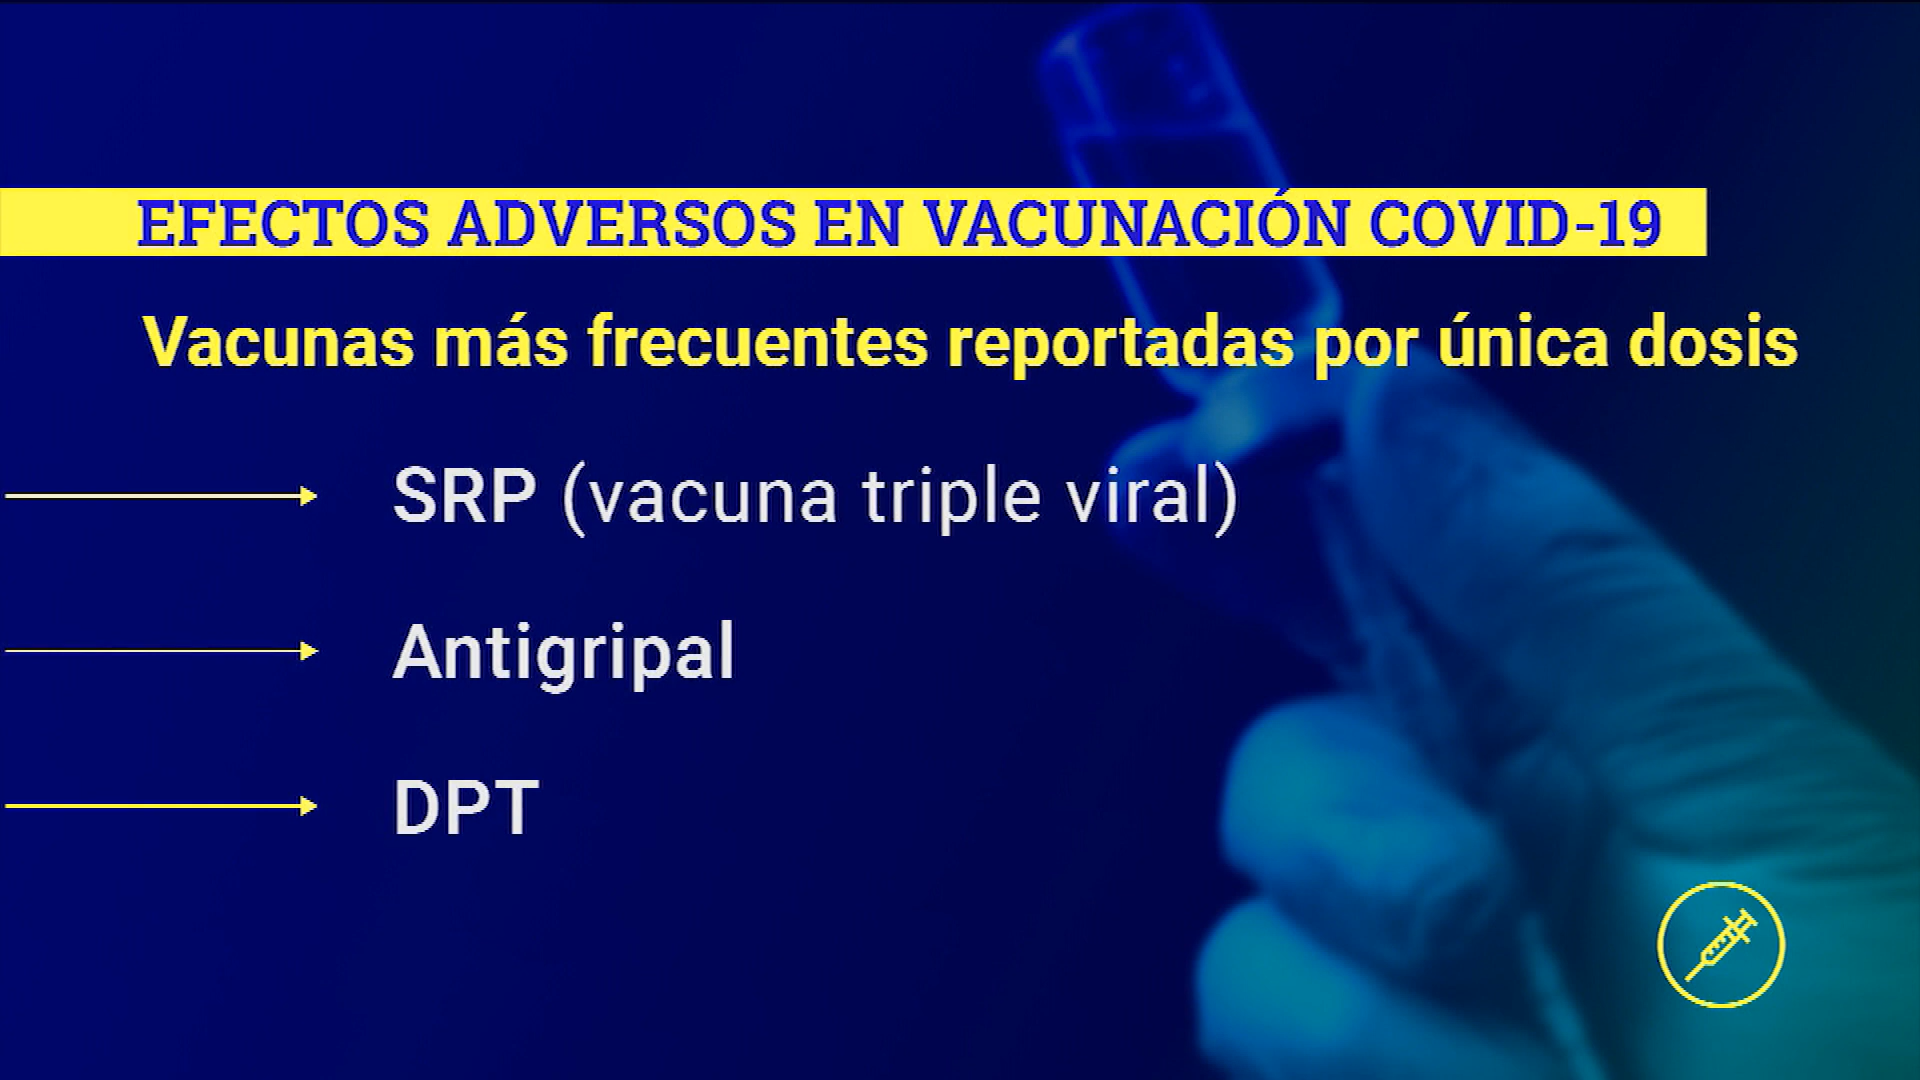 EFECTOS ADVERSOS EN VACUNACIÓN COVID-19
Vacunas más frecuentes reportadas por única dosis
SRP (vacuna triple viral)
Antigripal
DPT